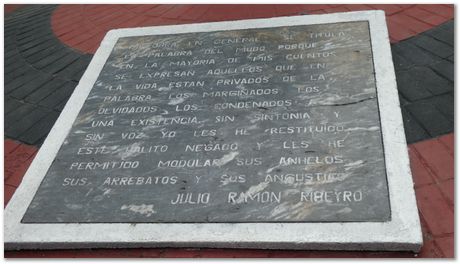 MI OBRA EN GENERAL, SE TITULA
LA PALABRA DEL MUDO PORQUE
EN LA MAYORIA DE MIS CUENTOS
SE EXPRESAN AQUELLOS QUE EN
LA VIDA ESTAN PRIVADOS DE LA
PALABRA LOS MARGINADOS LOS
OLVIDADOS LOS CONDENADOS A
UNA EXISTENCIA SIN SINTONIA Y
SIN VOZ YO LES HE RESTITUIDO
ESTE HALITO NEGADO Y LES HE
PERMITIDO MODULAR SUS ANHELOS
SUS ARREBATOS Y SUS
JULIO RAMON RIBEYRO